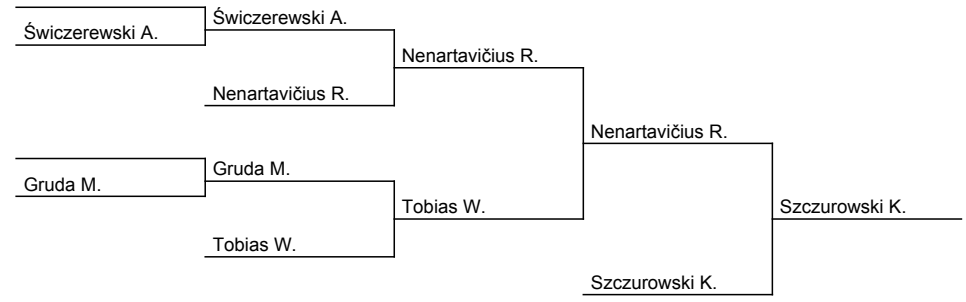 Świczerewski A.
Świczerewski A.
Nenartavičius R.
Nenartavičius R.
Nenartavičius R.
Gruda M.
Gruda M.
Tobias W.
Szczurowski K.
Tobias W.
Szczurowski K.